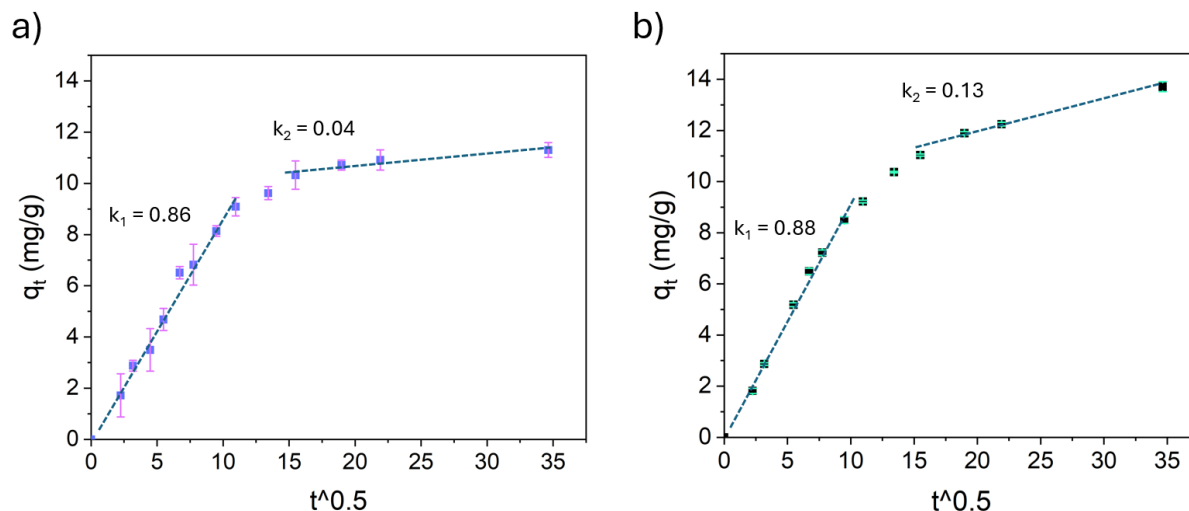 a)
14
12
10
8
6
4
2
0
q_t (mg/g)
k_1 = 0.86
k_2 = 0.04
0 5 10 15 20 25 30 35
t^0.5
b)
14
12
10
8
6
4
2
0
q_t (mg/g)
k_1 = 0.88
k_2 = 0.13
0 5 10 15 20 25 30 35
t^0.5